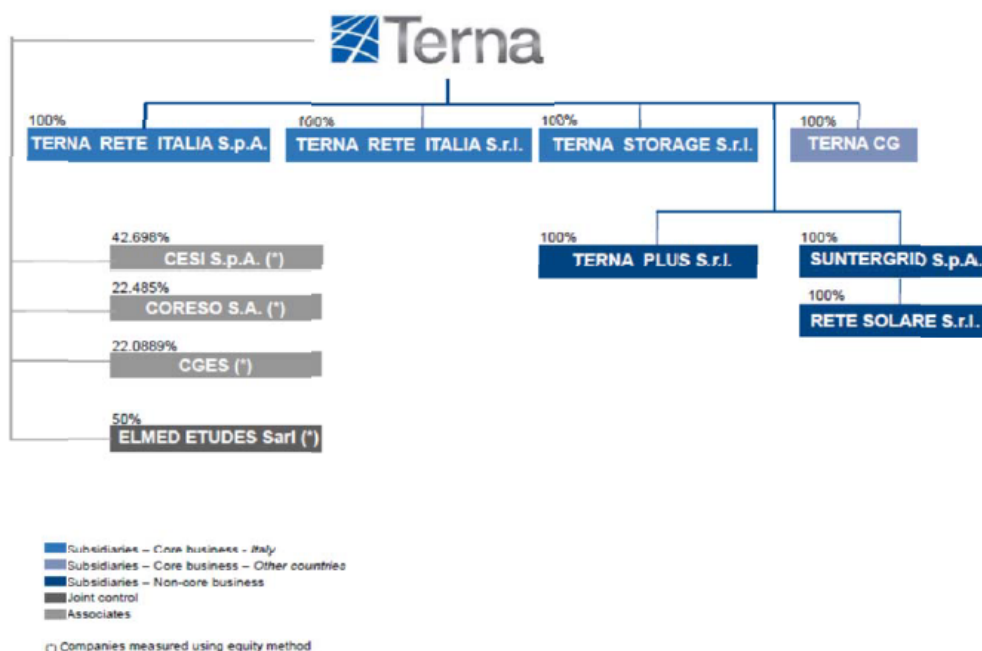 Terna
100%
TERNA RETE ITALIA S.p.A.
100%
TERNA RETE ITALIA S.r.l.
100%
TERNA STORAGE S.r.l.
100%
TERNA CG
42.698%
CESI S.p.A. (*)
22.485%
CORESO S.A. (*)
22.0889%
CGES (*)
50%
ELMED ETUDES Sarl (*)
100%
TERNA PLUS S.r.l.
100%
SUNTERGRID S.p.A.
100%
RETE SOLARE S.r.l.
Subsidiaries – Core business - Italy
Subsidiaries – Core business – Other countries
Subsidiaries – Non-core business
Joint control
Associates
(*) Companies measured using equity method